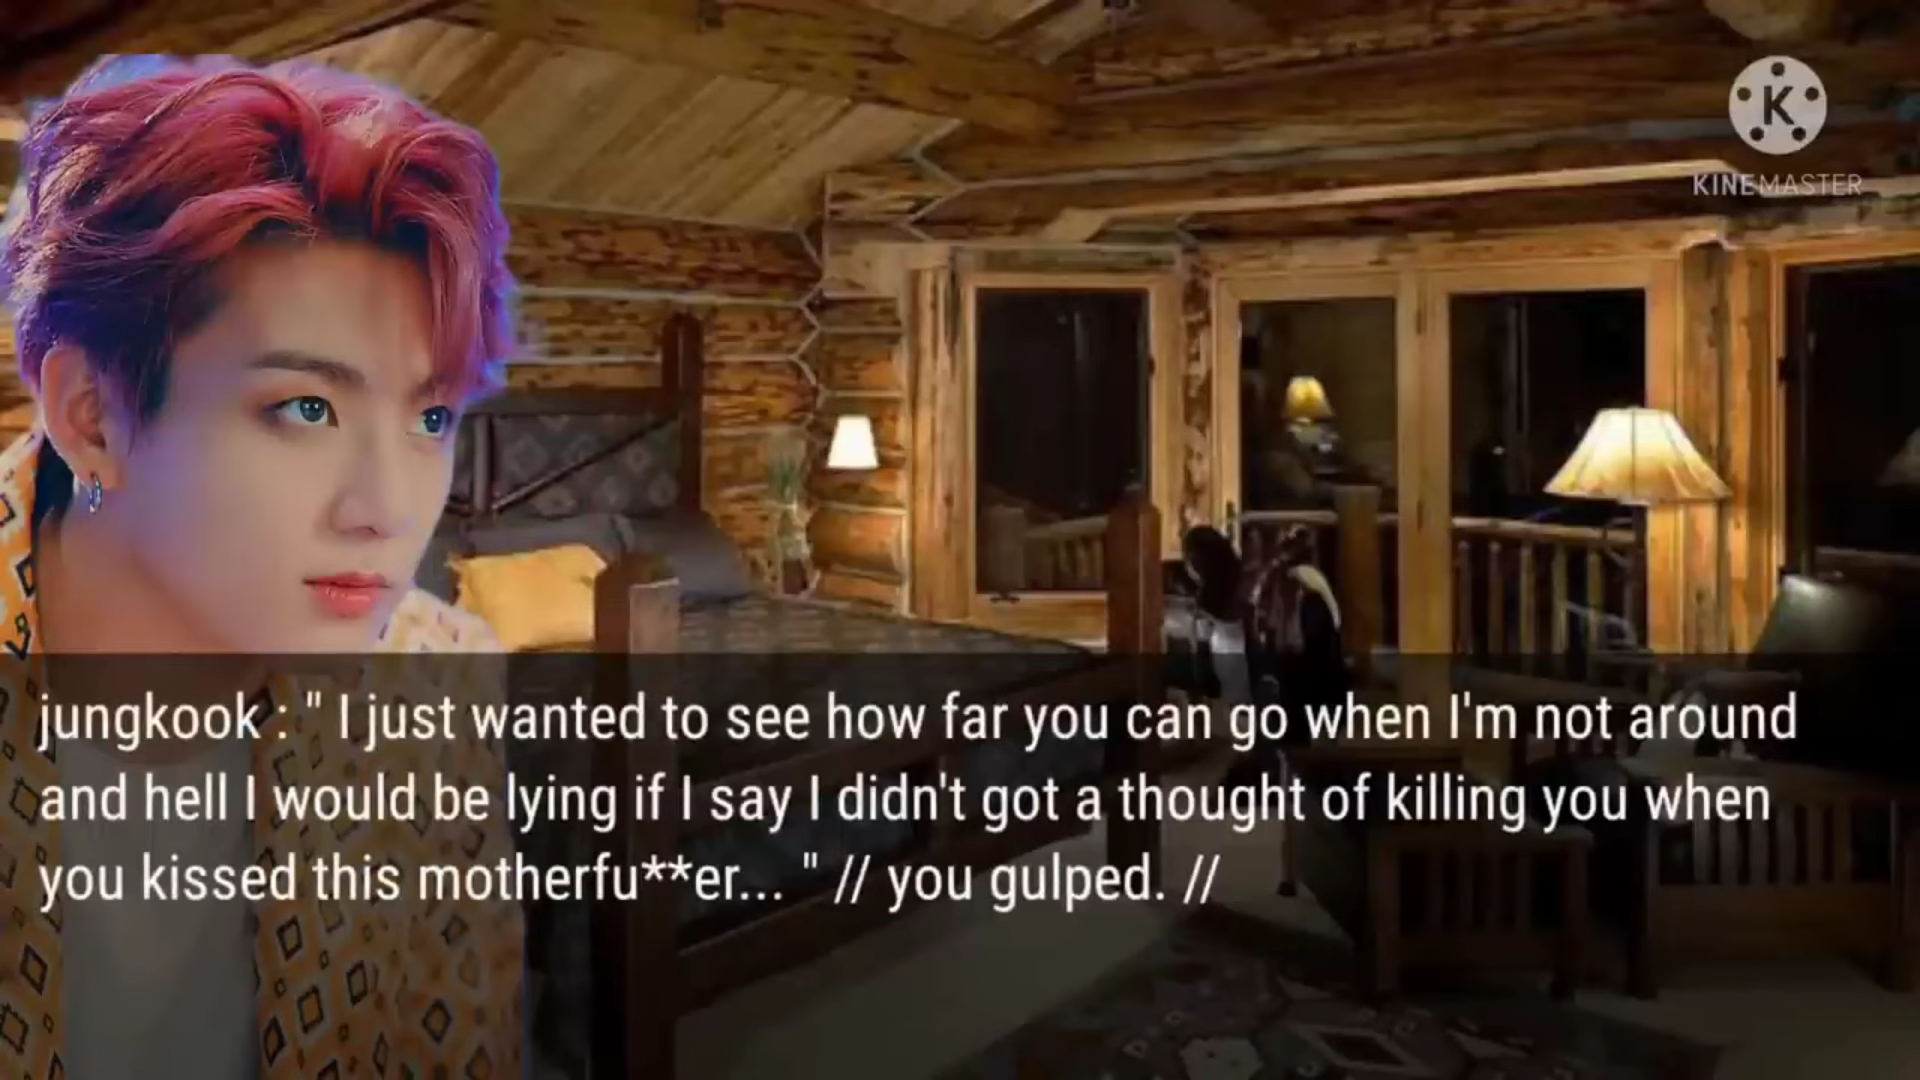 K
KINEMASTER
jungkook : " I just wanted to see how far you can go when I'm not around
and hell I would be lying if I say I didn't got a thought of killing you when
you kissed this motherfu**er... " // you gulped. //